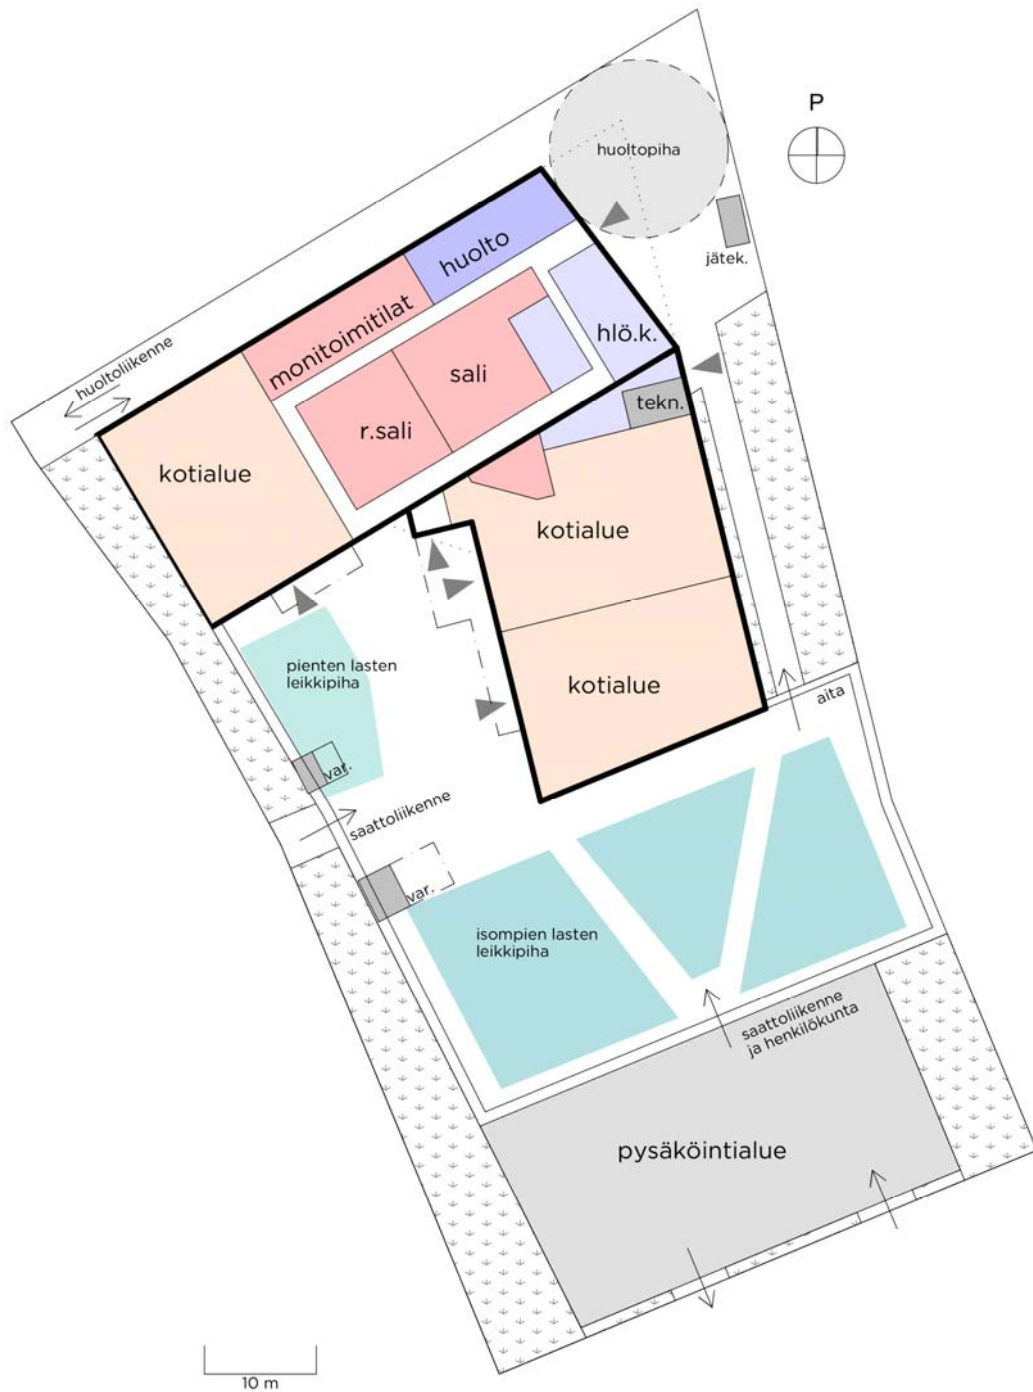 P
huoltopiha
jätek.
huolto
monitoimitilat
hlö.k.
huoltoliikenne
sali
tekn.
r.sali
kotialue
kotialue
kotialue
pienten lasten
leikkipiha
aita
var.
saattoliikenne
var.
isompien lasten
leikkipiha
saattoliikenne
ja henkilökunta
pysäköintialue
10 m